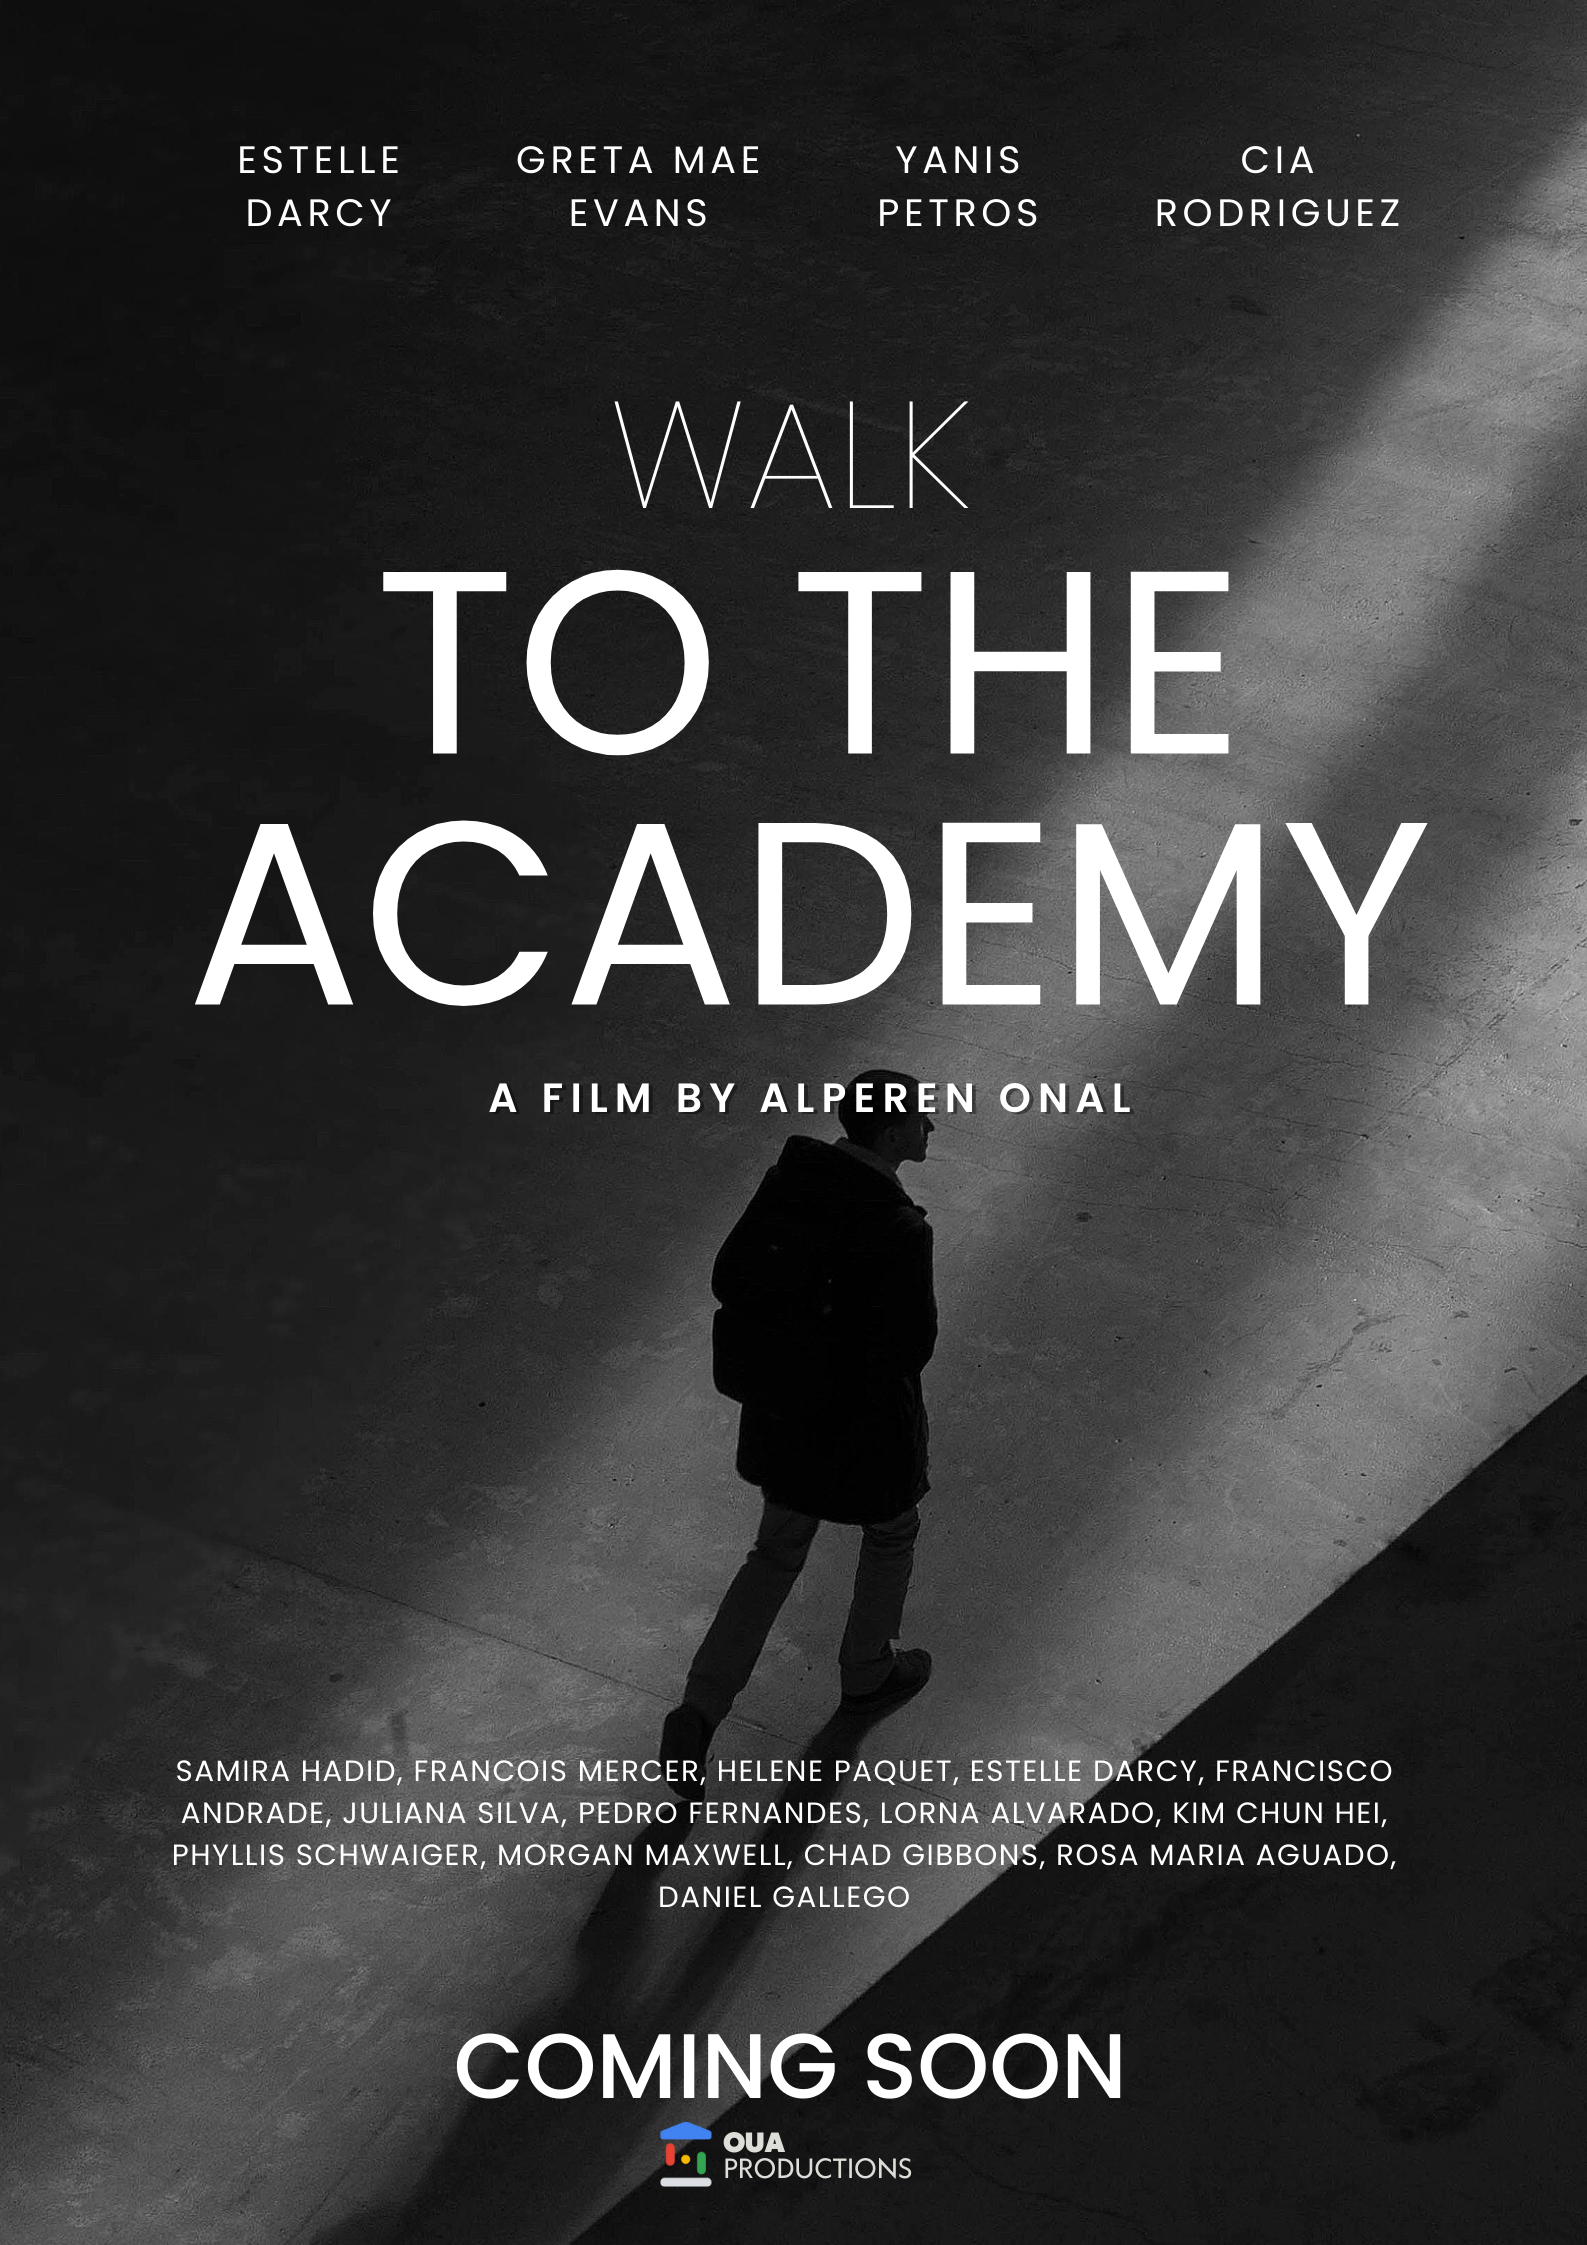 ESTELLE DARCY
GRETA MAE EVANS
YANIS PETROS
CIA RODRIGUEZ
WALK
TO THE
ACADEMY
A FILM BY ALPEREN ONAL
SAMIRA HADID, FRANCOIS MERCER, HELENE PAQUET, ESTELLE DARCY, FRANCISCO
ANDRADE, JULIANA SILVA, PEDRO FERNANDES, LORNA ALVARADO, KIM CHUN HEI,
PHYLLIS SCHWAIGER, MORGAN MAXWELL, CHAD GIBBONS, ROSA MARIA AGUADO,
DANIEL GALLEGO
COMING SOON
OUA
PRODUCTIONS